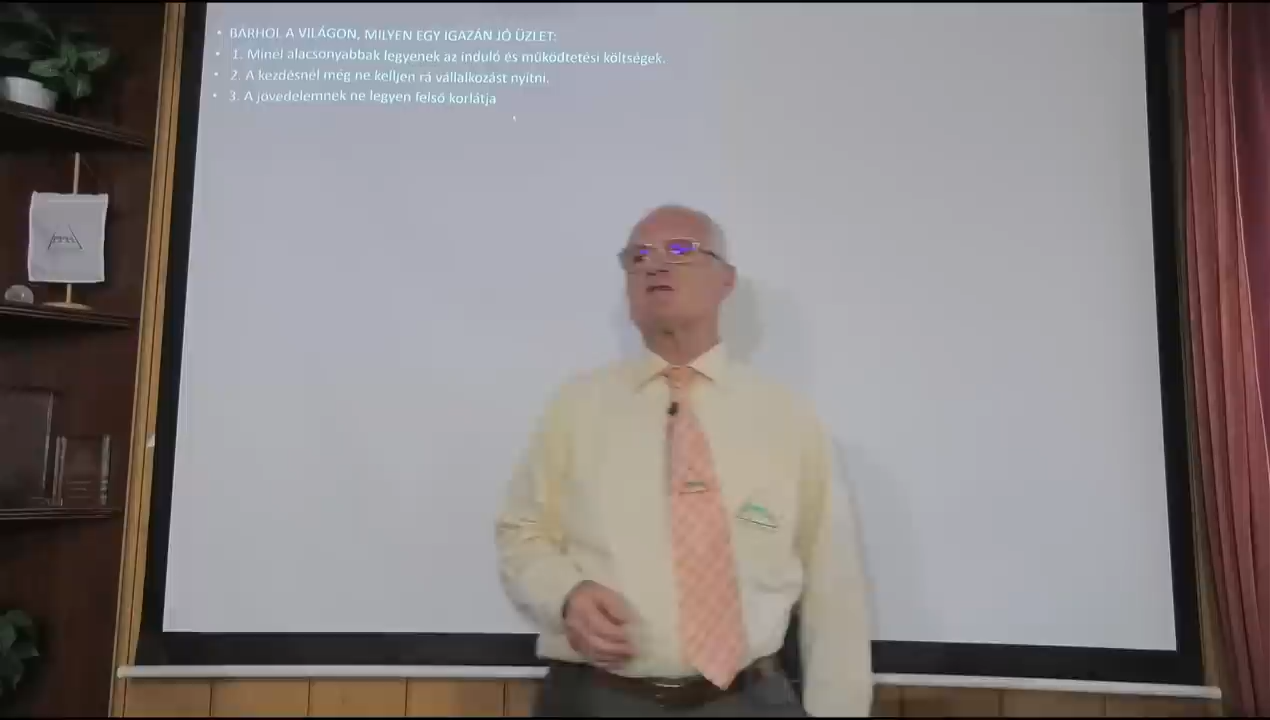 • BÁRHOL A VILÁGON, MILYEN EGY IGAZÁN JÓ ÜZLET:
• 1. Minel alacsonyabbak legyenek az induló és működtetési költségek.
• 2. A kezdésnél még ne kelljen rá vállalkozást nyitni.
• 3. A jövedelemnek ne legyen felső korlátja